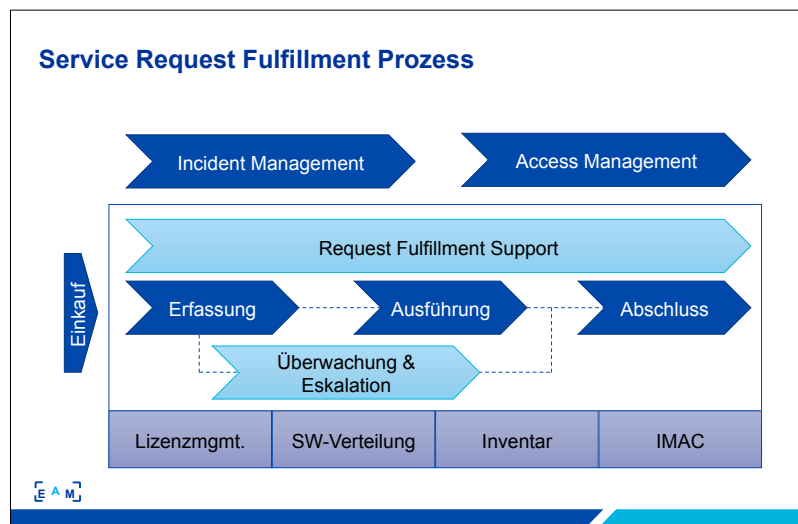 Service Request Fulfillment Prozess
Incident Management
Access Management
Einkauf
Request Fulfillment Support
Erfassung
Ausführung
Abschluss
Überwachung &
Eskalation
Lizenzmgmt.
SW-Verteilung
Inventar
IMAC
E A M